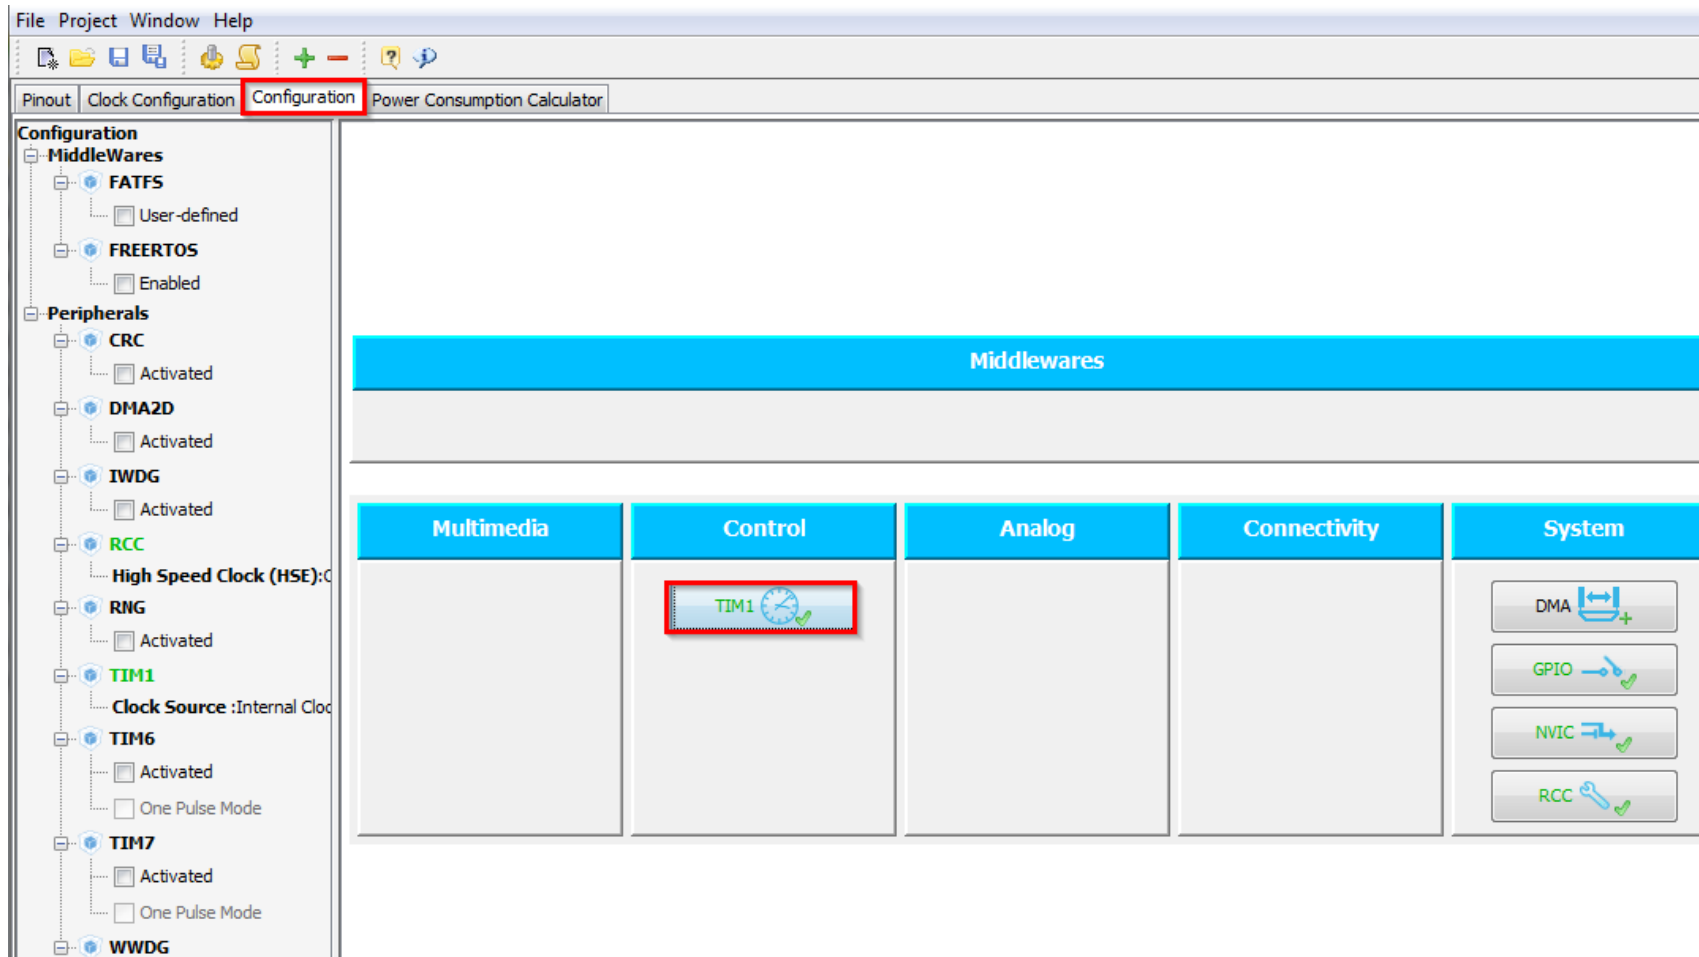 File Project Window Help
Pinout Clock Configuration Configuration Power Consumption Calculator
Configuration
MiddleWares
FATFS
User-defined
FREERTOS
Enabled
Peripherals
CRC
Activated
DMA2D
Activated
IWDG
Activated
RCC
High Speed Clock (HSE):
RNG
Activated
TIM1
Clock Source :Internal Cloc
TIM6
Activated
One Pulse Mode
TIM7
Activated
One Pulse Mode
WWDG
Middlewares
Multimedia Control Analog Connectivity System
TIM1
DMA
GPIO
NVIC
RCC